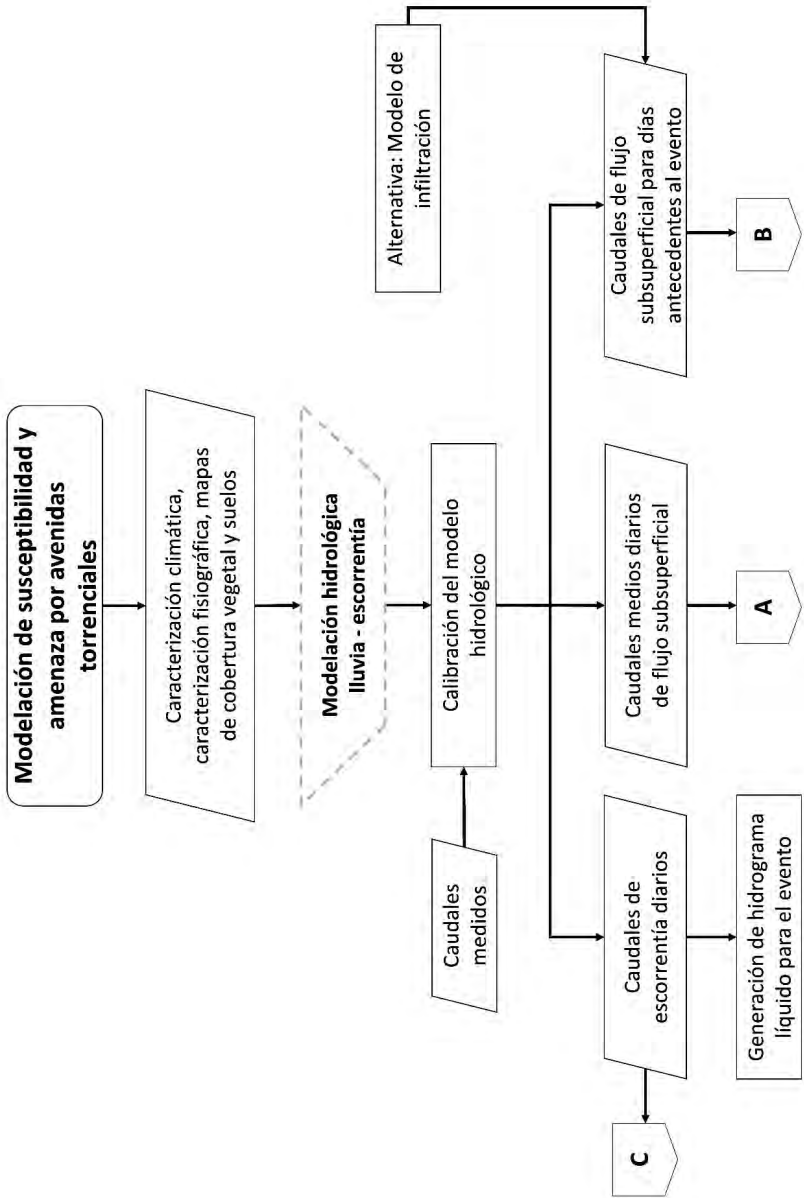 Modelación de susceptibilidad y
amenaza por avenidas
torrenciales
Caracterización climática,
caracterización fisiográfica, mapas
de cobertura vegetal y suelos
Modelación hidrológica
lluvia - escorrentía
Caudales
medidos
Calibración del modelo
hidrológico
Alternativa: Modelo de
infiltración
C
Caudales de
escorrentía diarios
Caudales medios diarios
de flujo subsuperficial
Caudales de flujo
subsuperficial para días
antecedentes al evento
Generación de hidrograma
líquido para el evento
A
B